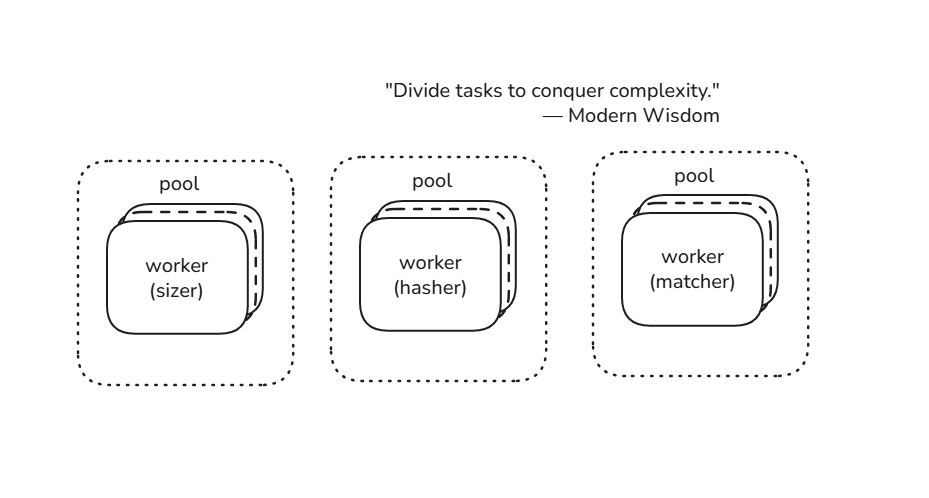 "Divide tasks to conquer complexity."
— Modern Wisdom
pool
worker
(sizer)
pool
worker
(hasher)
pool
worker
(matcher)